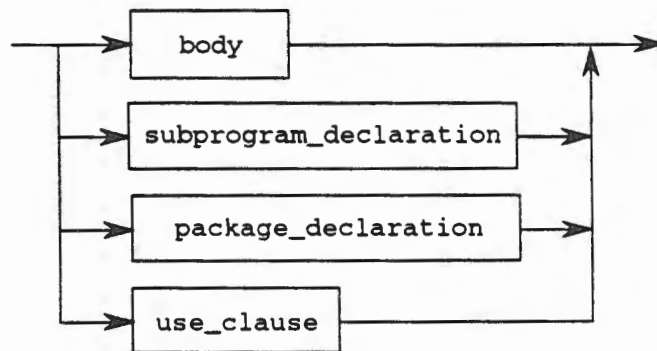 body
subprogram_declaration
package_declaration
use_clause